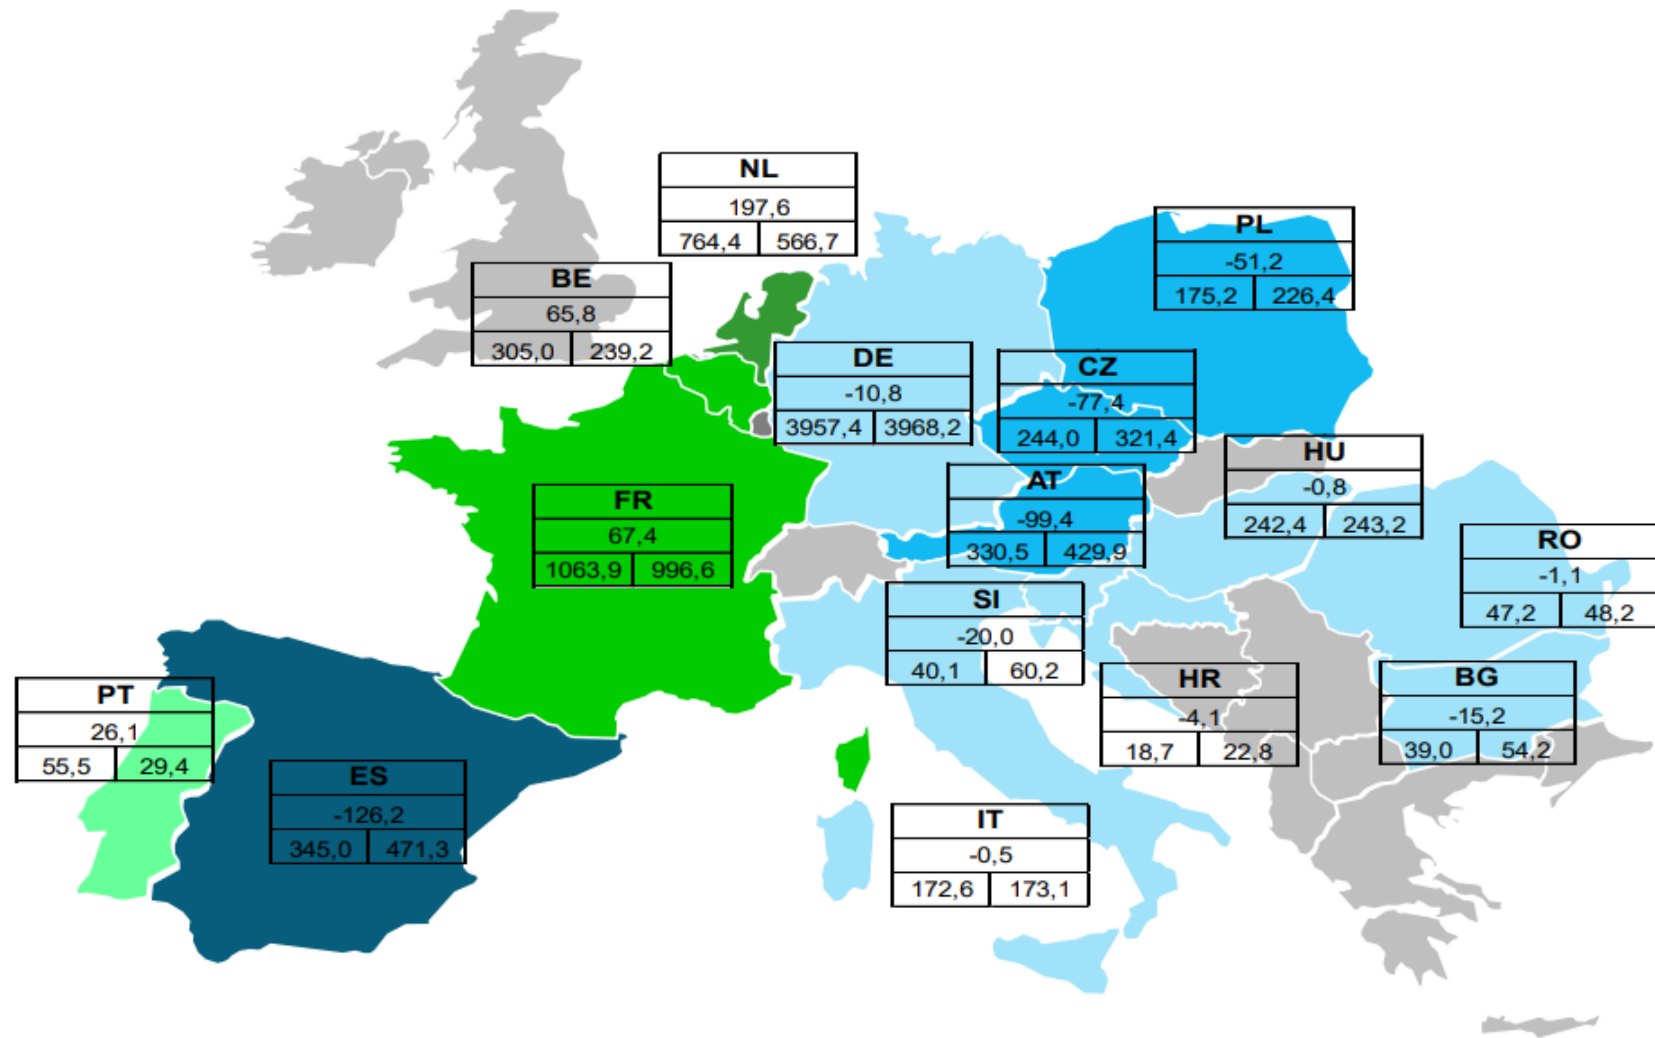 NL
197,6
764,4 566,7
PL
-51,2
175,2 226,4
BE
65,8
305,0 239,2
DE
-10,8
3957,4 3968,2
CZ
-77,4
244,0 321,4
HU
-0,8
242,4 243,2
AT
-99,4
330,5 429,9
FR
67,4
1063,9 996,6
RO
-1,1
47,2 48,2
SI
-20,0
40,1 60,2
HR
-4,1
18,7 22,8
BG
-15,2
39,0 54,2
PT
26,1
55,5 29,4
ES
-126,2
345,0 471,3
IT
-0,5
172,6 173,1